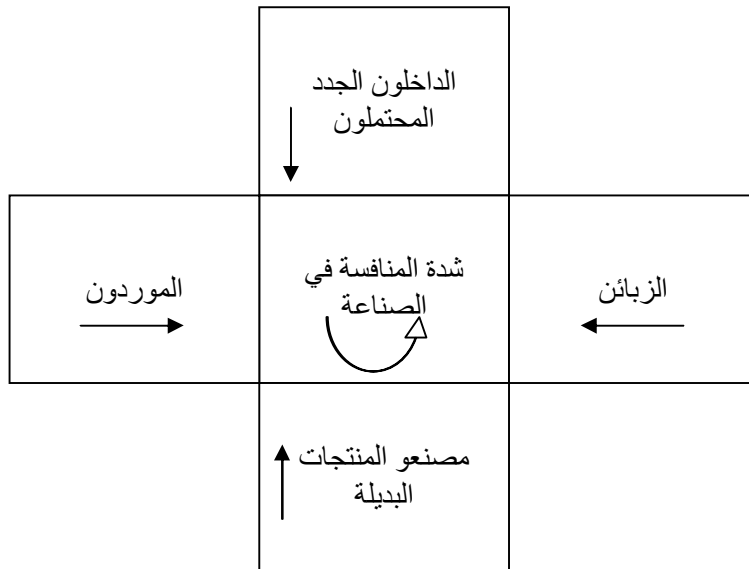 الداخلون الجدد
المحتملون
الزبائن
شدة المنافسة في
الصناعة
الموردون
مصنعو المنتجات
البديلة